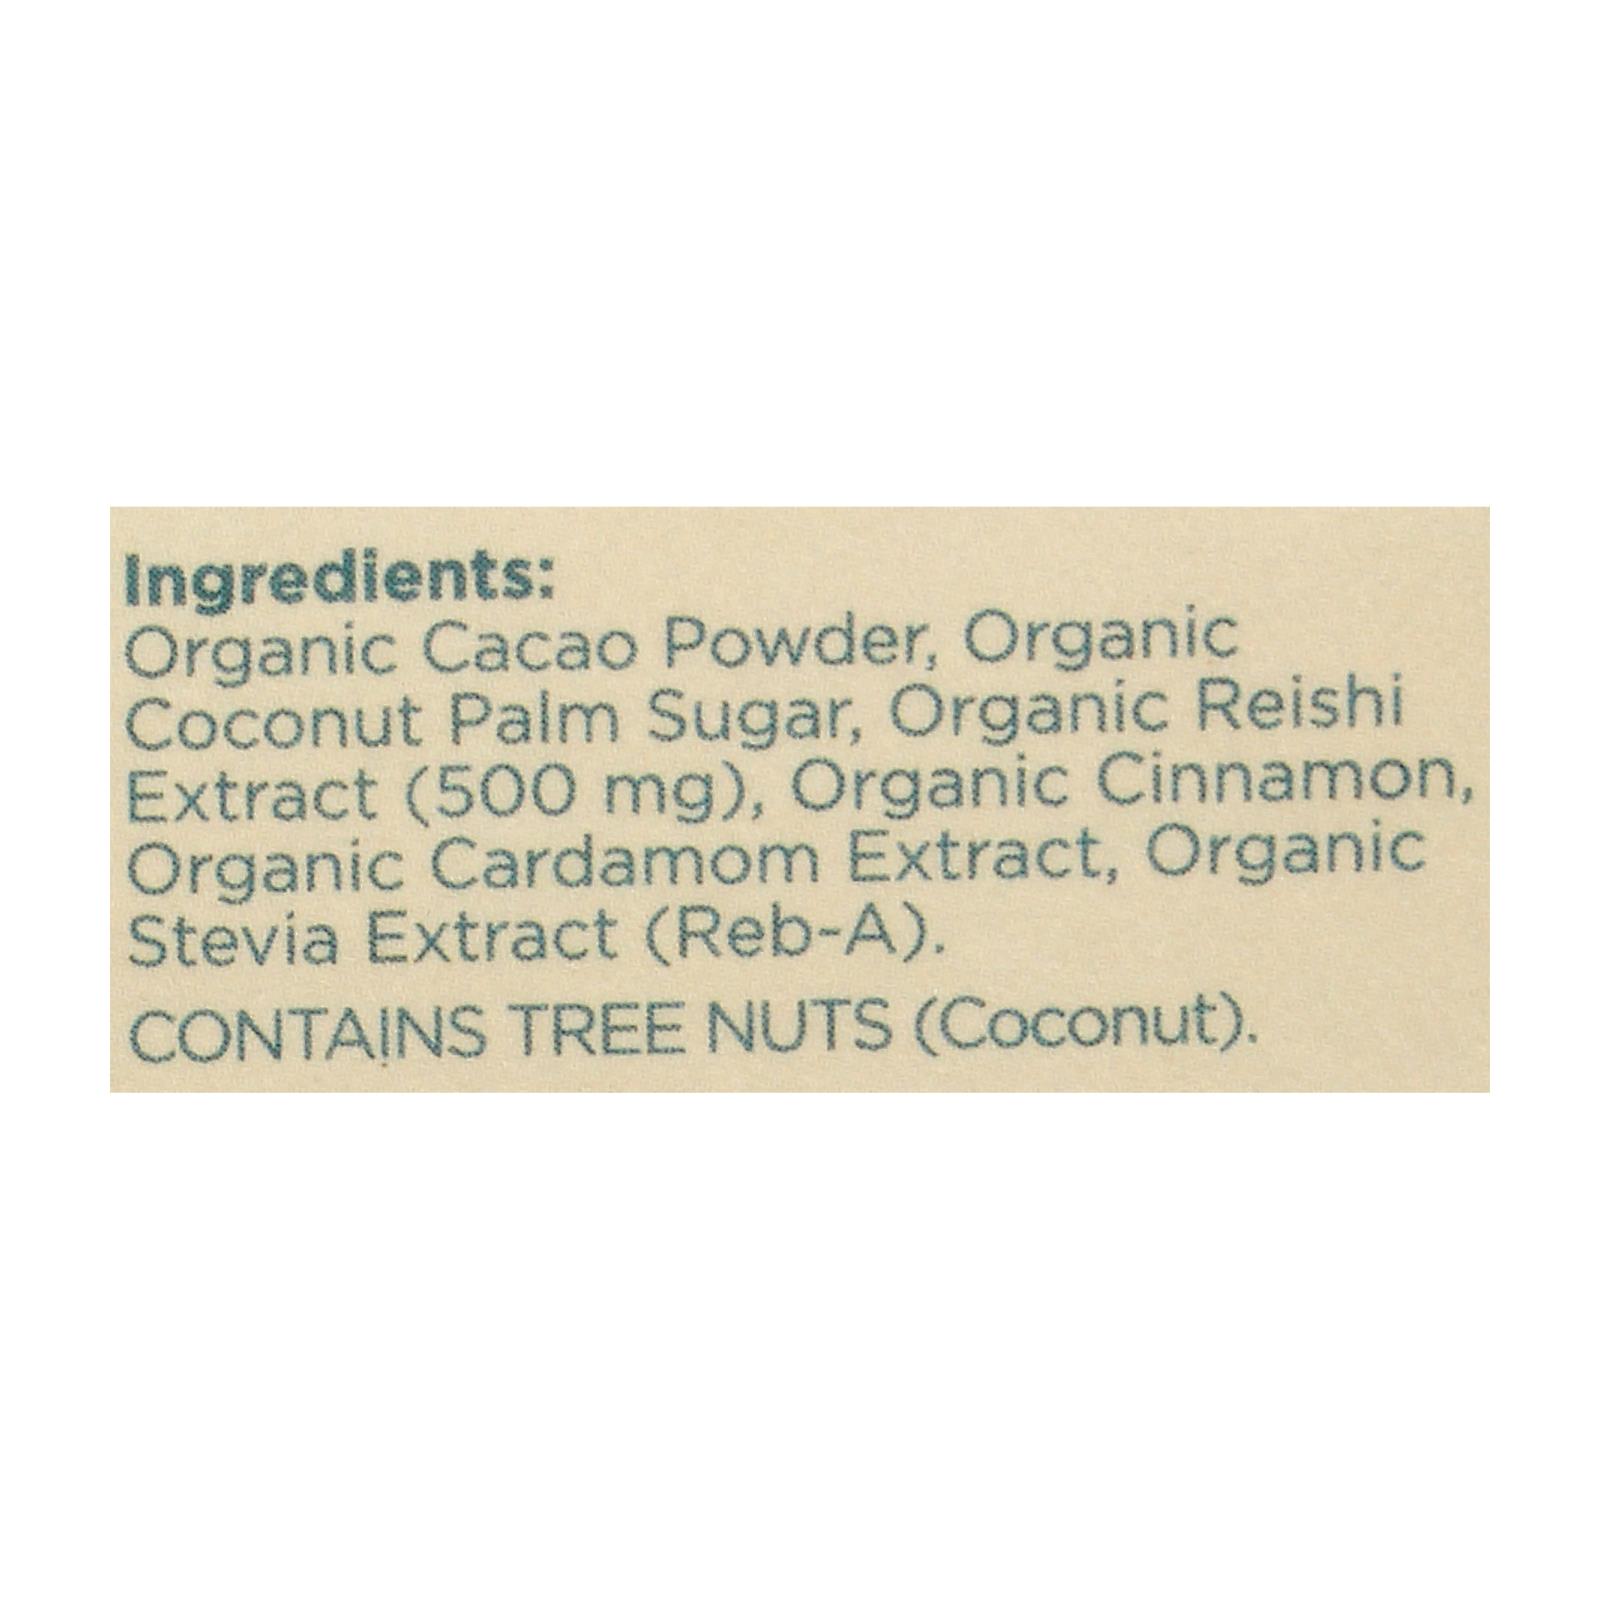 Ingredients:
Organic Cacao Powder, Organic
Coconut Palm Sugar, Organic Reishi
Extract (500 mg), Organic Cinnamon,
Organic Cardamom Extract, Organic
Stevia Extract (Reb-A).
CONTAINS TREE NUTS (Coconut).